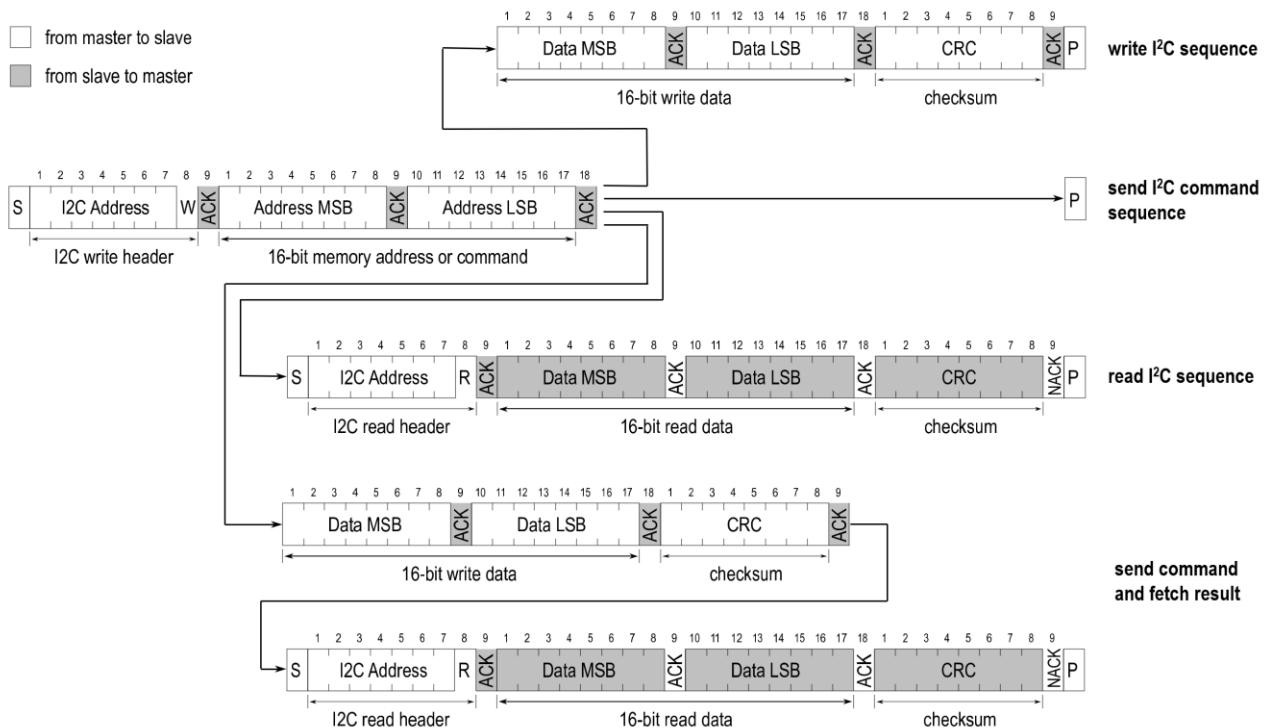 from master to slave
from slave to master
1 2 3 4 5 6 7 8 9 10 11 12 13 14 15 16 17 18 1 2 3 4 5 6 7 8 9
Data MSB ACK Data LSB ACK CRC ACK P
write I²C sequence
16-bit write data checksum
1 2 3 4 5 6 7 8 9 1 2 3 4 5 6 7 8 9 10 11 12 13 14 15 16 17 18
S I2C Address W ACK Address MSB ACK Address LSB ACK
P
send I²C command
sequence
I2C write header 16-bit memory address or command
1 2 3 4 5 6 7 8 9 1 2 3 4 5 6 7 8 9 10 11 12 13 14 15 16 17 18 1 2 3 4 5 6 7 8 9
S I2C Address R ACK Data MSB ACK Data LSB ACK CRC NACK P
read I²C sequence
I2C read header 16-bit read data checksum
1 2 3 4 5 6 7 8 9 10 11 12 13 14 15 16 17 18 1 2 3 4 5 6 7 8 9
Data MSB ACK Data LSB ACK CRC ACK
16-bit write data checksum
send command
and fetch result
1 2 3 4 5 6 7 8 9 1 2 3 4 5 6 7 8 9 10 11 12 13 14 15 16 17 18 1 2 3 4 5 6 7 8 9
S I2C Address R ACK Data MSB ACK Data LSB ACK CRC NACK P
I2C read header 16-bit read data checksum